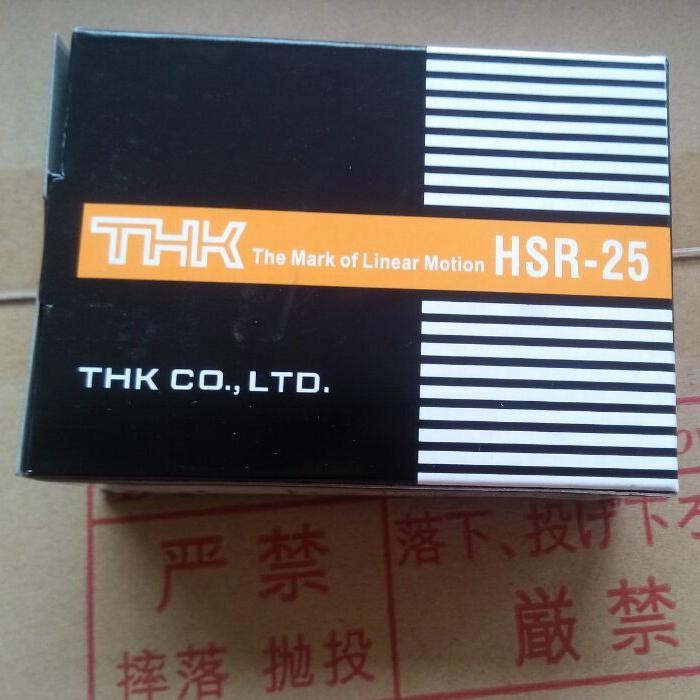 THK The Mark of Linear Motion HSR-25
THK CO., LTD.
严禁
摔落 抛投
落下、投げ下
厳禁